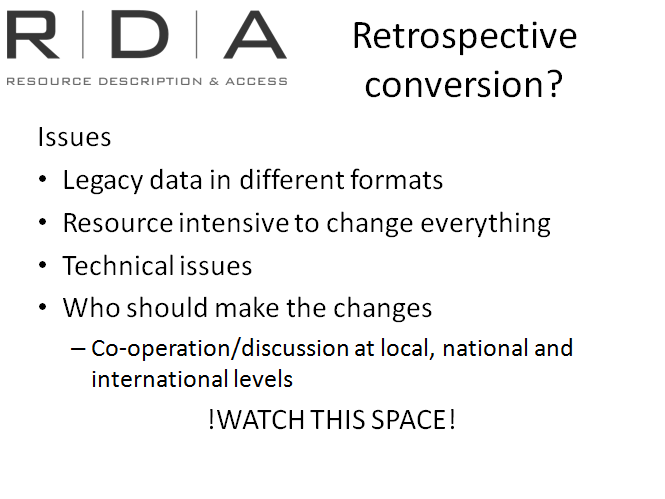 R | D | A
RESOURCE DESCRIPTION & ACCESS
Retrospective
conversion?
Issues
• Legacy data in different formats
• Resource intensive to change everything
• Technical issues
• Who should make the changes
– Co-operation/discussion at local, national and
international levels
!WATCH THIS SPACE!